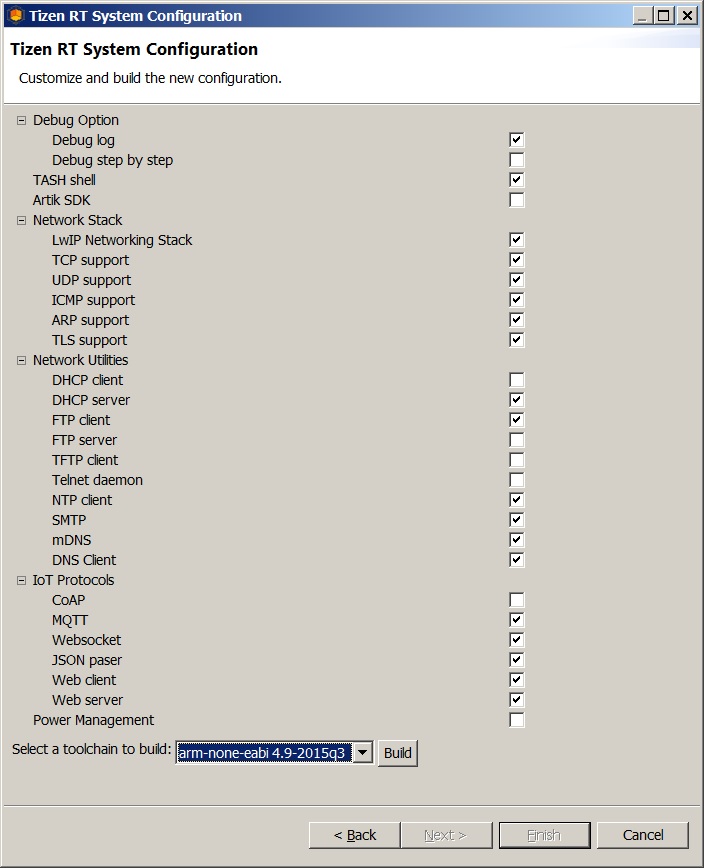 Tizen RT System Configuration
Tizen RT System Configuration
Customize and build the new configuration.
Debug Option
Debug log
Debug step by step
TASH shell
Artik SDK
Network Stack
LwIP Networking Stack
TCP support
UDP support
ICMP support
ARP support
TLS support
Network Utilities
DHCP client
DHCP server
FTP client
FTP server
TFTP client
Telnet daemon
NTP client
SMTP
mDNS
DNS Client
IoT Protocols
CoAP
MQTT
Websocket
JSON paser
Web client
Web server
Power Management
Select a toolchain to build: arm-none-eabi 4.9-2015q3 Build
< Back Next > Finish Cancel